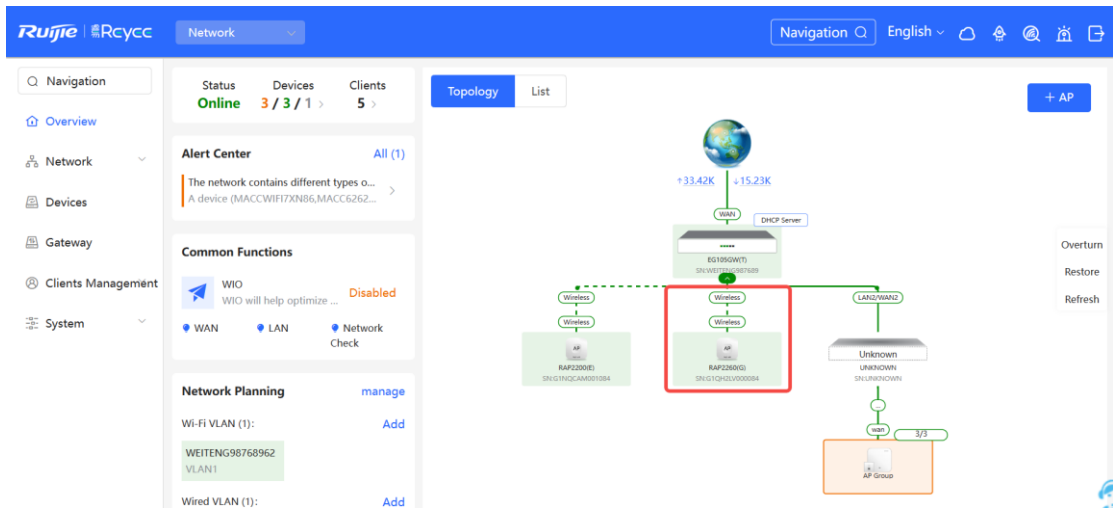 Ruijie Rcycc
Network
Navigation
English
Navigation
Overview
Network
Devices
Gateway
Clients Management
System
Status Devices Clients
Online 3 / 3 / 1 > 5 >
Alert Center All (1)
The network contains different types o...
A device (MACCWIFI7XN86,MACC6262...
Common Functions
WIO
WIO will help optimize ... Disabled
WAN LAN Network
Check
Network Planning manage
Wi-Fi VLAN (1): Add
WEITENG98768962
VLAN1
Wired VLAN (1): Add
Topology List
+ AP
↑33.42K ↓15.23K
WAN
DHCP Server
EG105GW(T)
SN:WEITENG987689
Wireless Wireless LAN2/WAN2
Wireless Wireless
AP AP
RAP2200(E) RAP2260(G)
SN:G1NQCAM001084 SN:G1QH2LV000084
Unknown
UNKNOWN
SN:UNKNOWN
...
wan 3/3
AP Group
Overturn
Restore
Refresh